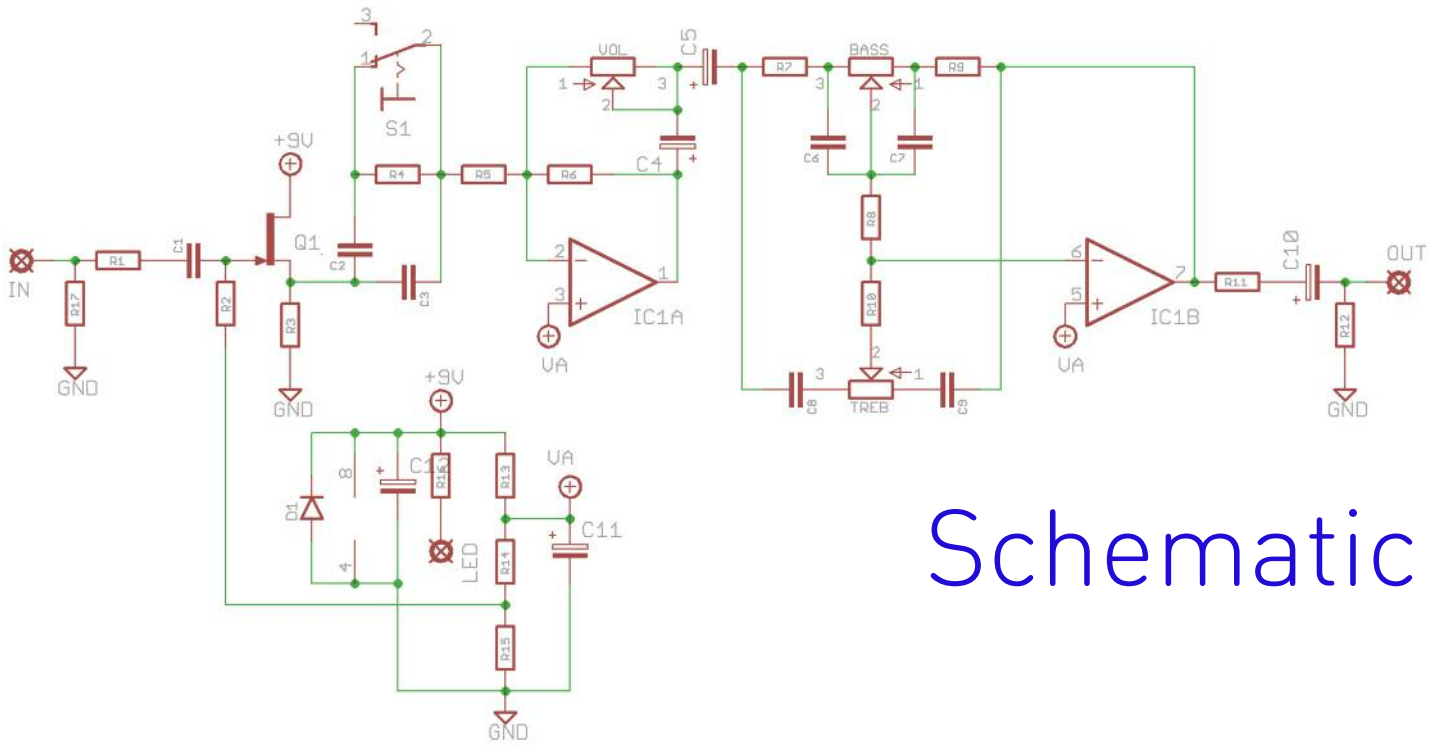 3
2
1
S1
VOL
1
3
2
C5
+
R7
3
BASS
1
2
R9
+9V
R4
R5
R6
C4
+
C6
C7
R8
Q1
IN
R1
C1
C2
C3
R17
R2
R3
GND
GND
2
-
3
+
1
IC1A
VA
6
-
5
+
7
IC1B
VA
R10
2
3
1
C8
TREB
C9
R11
C10
+
OUT
R12
GND
+9V
D1
8
4
+
R13
VA
+
C11
LED
R14
R15
GND
Schematic